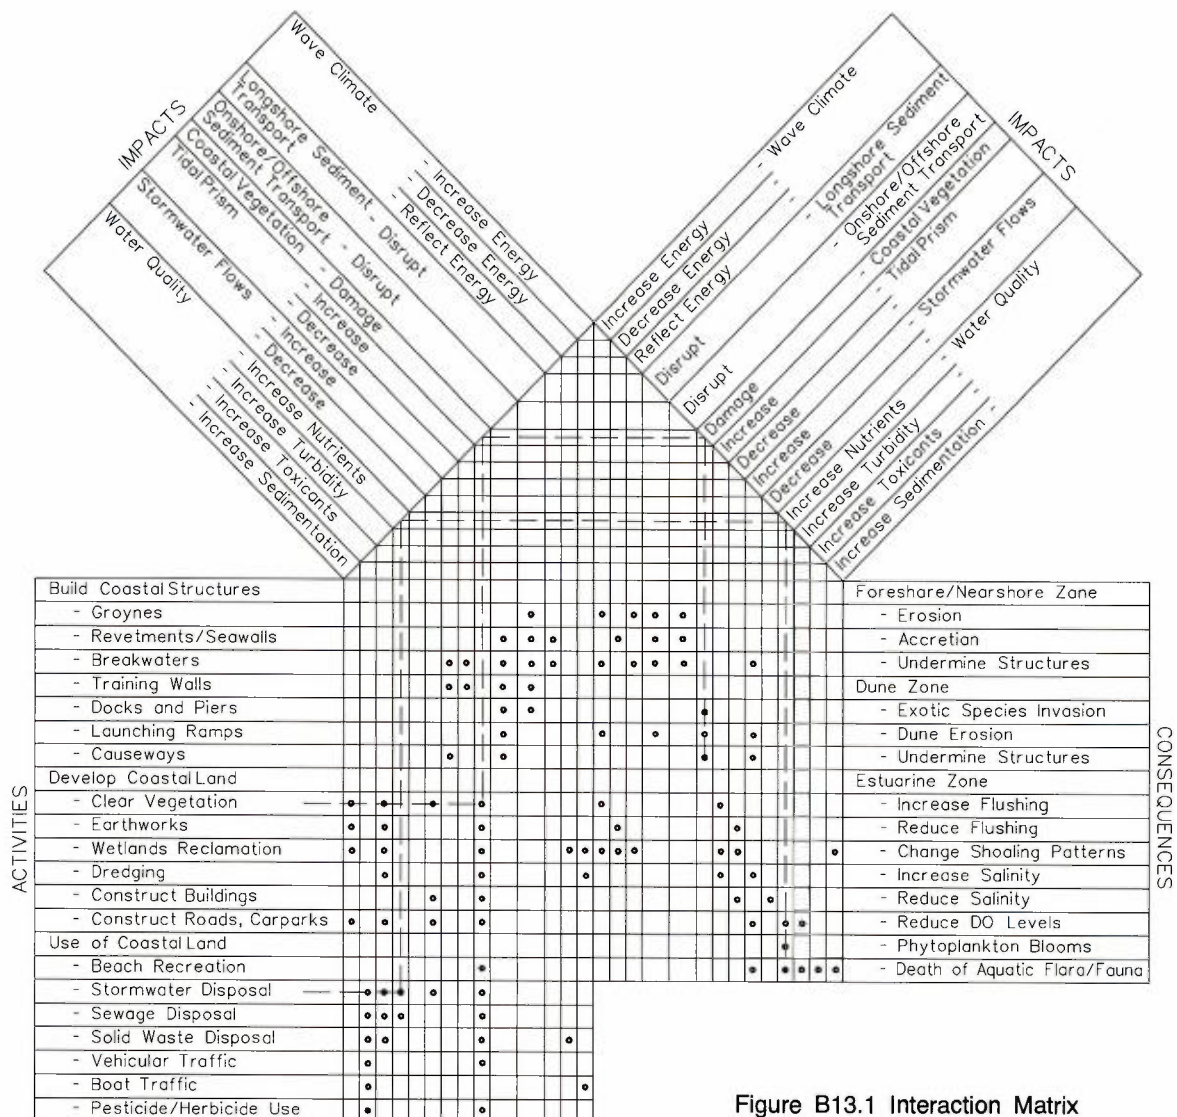 IMPACTS
Wave Climate
- Increase Energy
- Decrease Energy
- Reflect Energy
Longshore Sediment - Disrupt
Transport
Onshore/Offshore
Sediment Transport - Disrupt
Coastal Vegetation - Damage
Tidal Prism - Increase
- Decrease
Stormwater Flows - Increase
- Decrease
Water Quality - Increase Nutrients
- Increase Turbidity
- Increase Toxicants
- Increase Sedimentation
IMPACTS
Increase Energy - Wave Climate
Decrease Energy -
Reflect Energy -
Disrupt - Longshore Sediment
Transport
Disrupt - Onshore/Offshore
Sediment Transport
Damage - Coastal Vegetation
Increase - Tidal Prism
Decrease -
Increase - Stormwater Flows
Decrease -
Increase Nutrients - Water Quality
Increase Turbidity -
Increase Toxicants -
Increase Sedimentation -
ACTIVITIES
Build Coastal Structures
- Groynes
- Revetments/Seawalls
- Breakwaters
- Training Walls
- Docks and Piers
- Launching Ramps
- Causeways
Develop Coastal Land
- Clear Vegetation
- Earthworks
- Wetlands Reclamation
- Dredging
- Construct Buildings
- Construct Roads, Carparks
Use of Coastal Land
- Beach Recreation
- Stormwater Disposal
- Sewage Disposal
- Solid Waste Disposal
- Vehicular Traffic
- Boat Traffic
- Pesticide/Herbicide Use
CONSEQUENCES
Foreshare/Nearshore Zone
- Erosion
- Accretion
- Undermine Structures
Dune Zone
- Exotic Species Invasion
- Dune Erosion
- Undermine Structures
Estuarine Zone
- Increase Flushing
- Reduce Flushing
- Change Shoaling Patterns
- Increase Salinity
- Reduce Salinity
- Reduce DO Levels
- Phytoplankton Blooms
- Death of Aquatic Flara/Fauna
Figure B13.1 Interaction Matrix